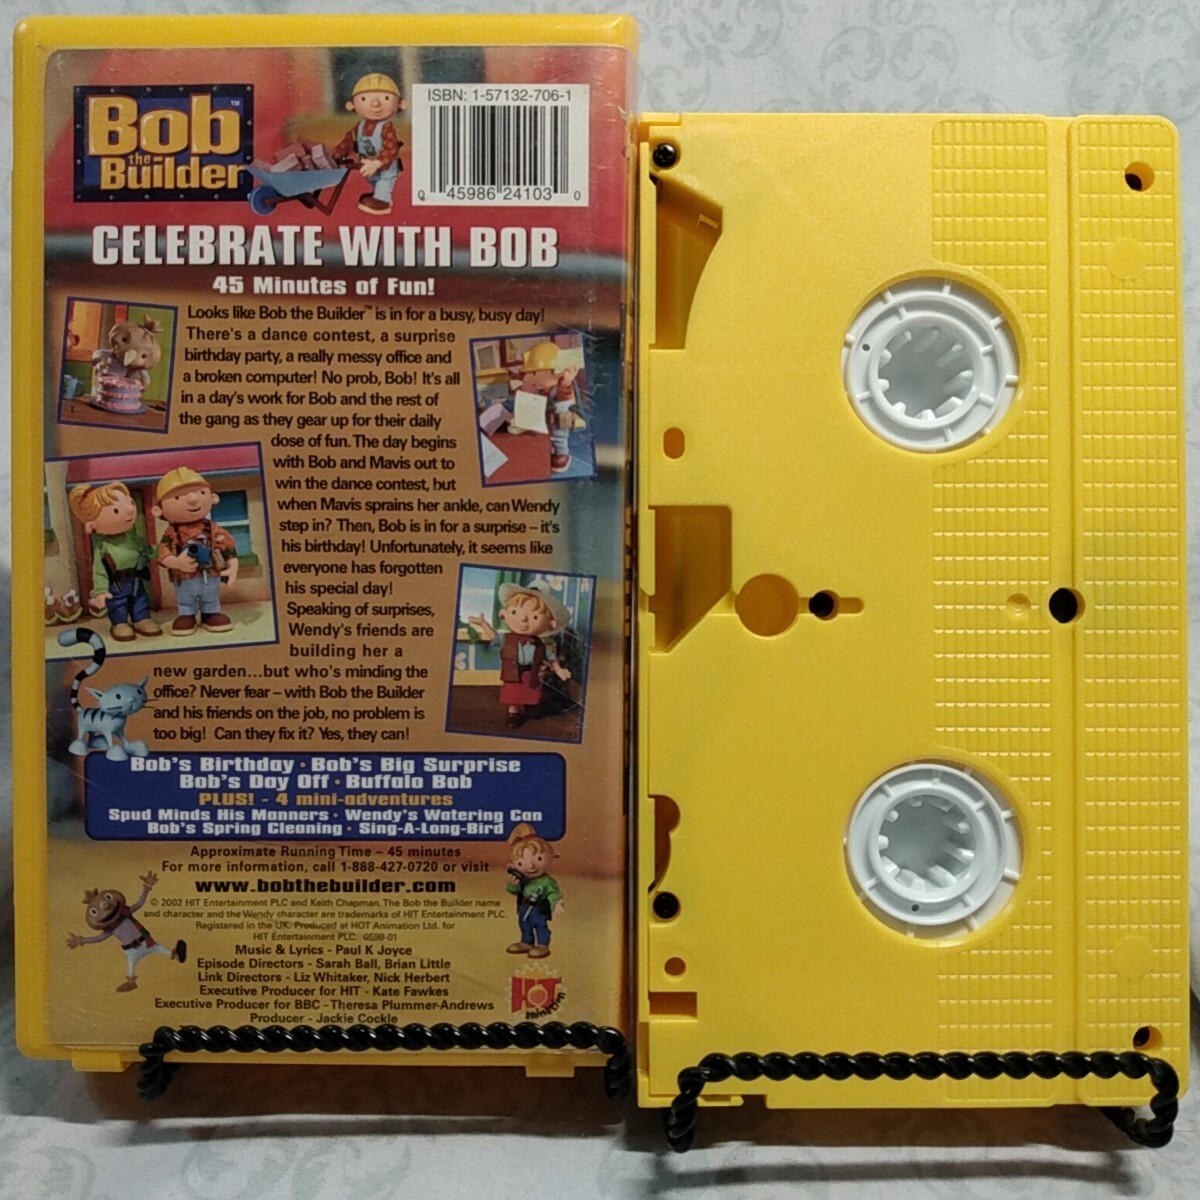 Bob
the
Builder™
ISBN: 1-57132-706-1
0 45986 24103 0
CELEBRATE WITH BOB
45 Minutes of Fun!
Looks like Bob the Builder™ is in for a busy, busy day!
There's a dance contest, a surprise
birthday party, a really messy office and
a broken computer! No prob, Bob! It's all
in a day's work for Bob and the rest of
the gang as they gear up for their daily
dose of fun. The day begins
with Bob and Mavis out to
win the dance contest, but
when Mavis sprains her ankle, can Wendy
step in? Then, Bob is in for a surprise – it's
his birthday! Unfortunately, it seems like
everyone has forgotten
his special day!
Speaking of surprises,
Wendy's friends are
building her a
new garden...but who's minding the
office? Never fear – with Bob the Builder
and his friends on the job, no problem is
too big! Can they fix it? Yes, they can!
Bob's Birthday • Bob's Big Surprise
Bob's Day Off • Buffalo Bob
PLUS! - 4 mini-adventures
Spud Minds His Manners • Wendy's Watering Can
Bob's Spring Cleaning • Sing-A-Long-Bird
Approximate Running Time – 45 minutes
For more information, call 1-888-427-0720 or visit
www.bobthebuilder.com
© 2002 HIT Entertainment PLC and Keith Chapman. The Bob the Builder name
and character and the Wendy character are trademarks of HIT Entertainment PLC.
Registered in the UK. Produced at HOT Animation Ltd. for
HIT Entertainment PLC. 0598-01
Music & Lyrics - Paul K Joyce
Episode Directors - Sarah Ball, Brian Little
Link Directors - Liz Whitaker, Nick Herbert
Executive Producer for HIT - Kate Fawkes
Executive Producer for BBC - Theresa Plummer-Andrews
Producer - Jackie Cockle
HOT
animation